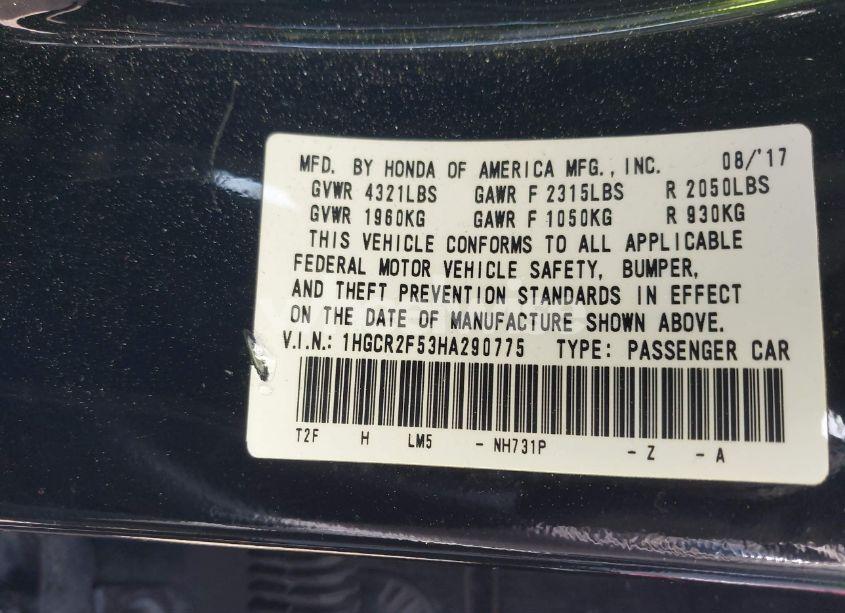 MFD. BY HONDA OF AMERICA MFG., INC. 08/'17
GVWR 4321LBS GAWR F 2315LBS R 2050LBS
GVWR 1960KG GAWR F 1050KG R 930KG
THIS VEHICLE CONFORMS TO ALL APPLICABLE
FEDERAL MOTOR VEHICLE SAFETY, BUMPER,
AND THEFT PREVENTION STANDARDS IN EFFECT
ON THE DATE OF MANUFACTURE SHOWN ABOVE.
V.I.N.: 1HGCR2F53HA290775 TYPE: PASSENGER CAR
T2F H LM5 - NH731P - Z - A